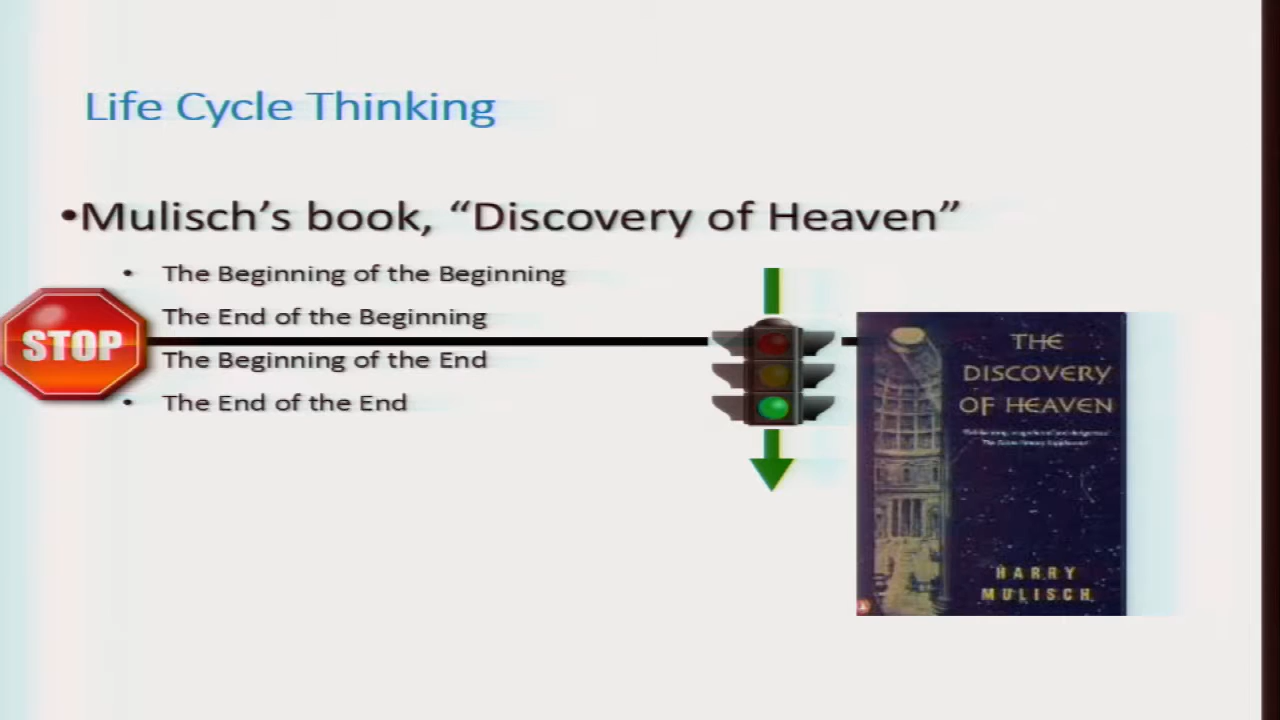 Life Cycle Thinking
•Mulisch's book, “Discovery of Heaven”
• The Beginning of the Beginning
The End of the Beginning
STOP
The Beginning of the End
• The End of the End
THE
DISCOVERY
OF HEAVEN
HARRY
MULISCH